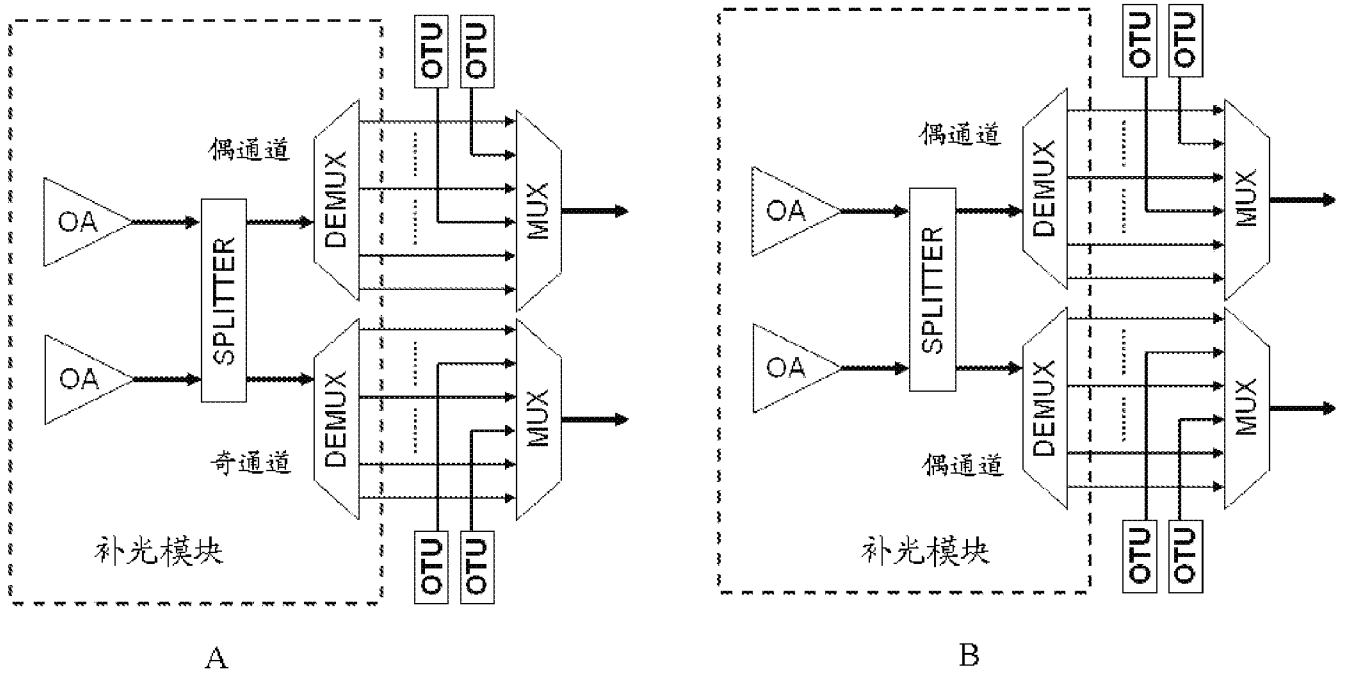 OTU
OTU
偶通道
DEMUX
MUX
OA
SPLITTER
OA
DEMUX
MUX
奇通道
补光模块
OTU
OTU
A
OTU
OTU
偶通道
DEMUX
MUX
OA
SPLITTER
OA
DEMUX
MUX
偶通道
补光模块
OTU
OTU
B